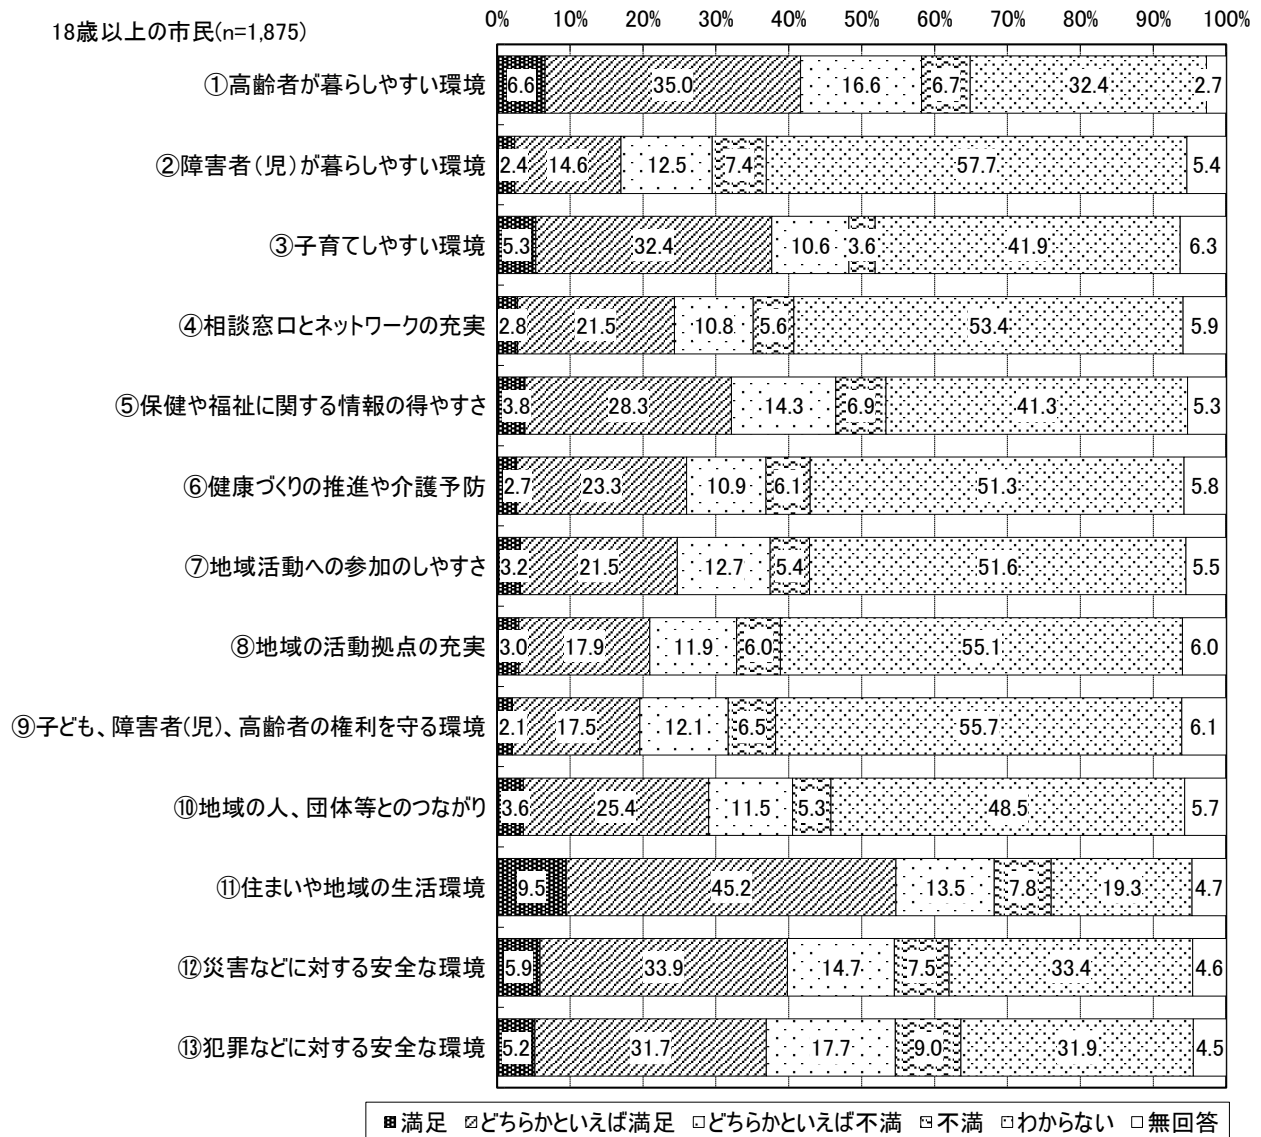 18歳以上の市民(n=1,875)
0% 10% 20% 30% 40% 50% 60% 70% 80% 90% 100%
①高齢者が暮らしやすい環境 6.6 35.0 16.6 6.7 32.4 2.7
②障害者(児)が暮らしやすい環境 2.4 14.6 12.5 7.4 57.7 5.4
③子育てしやすい環境 5.3 32.4 10.6 3.6 41.9 6.3
④相談窓口とネットワークの充実 2.8 21.5 10.8 5.6 53.4 5.9
⑤保健や福祉に関する情報の得やすさ 3.8 28.3 14.3 6.9 41.3 5.3
⑥健康づくりの推進や介護予防 2.7 23.3 10.9 6.1 51.3 5.8
⑦地域活動への参加のしやすさ 3.2 21.5 12.7 5.4 51.6 5.5
⑧地域の活動拠点の充実 3.0 17.9 11.9 6.0 55.1 6.0
⑨子ども、障害者(児)、高齢者の権利を守る環境 2.1 17.5 12.1 6.5 55.7 6.1
⑩地域の人、団体等とのつながり 3.6 25.4 11.5 5.3 48.5 5.7
⑪住まいや地域の生活環境 9.5 45.2 13.5 7.8 19.3 4.7
⑫災害などに対する安全な環境 5.9 33.9 14.7 7.5 33.4 4.6
⑬犯罪などに対する安全な環境 5.2 31.7 17.7 9.0 31.9 4.5
満足 どちらかといえば満足 どちらかといえば不満 不満 わからない 無回答